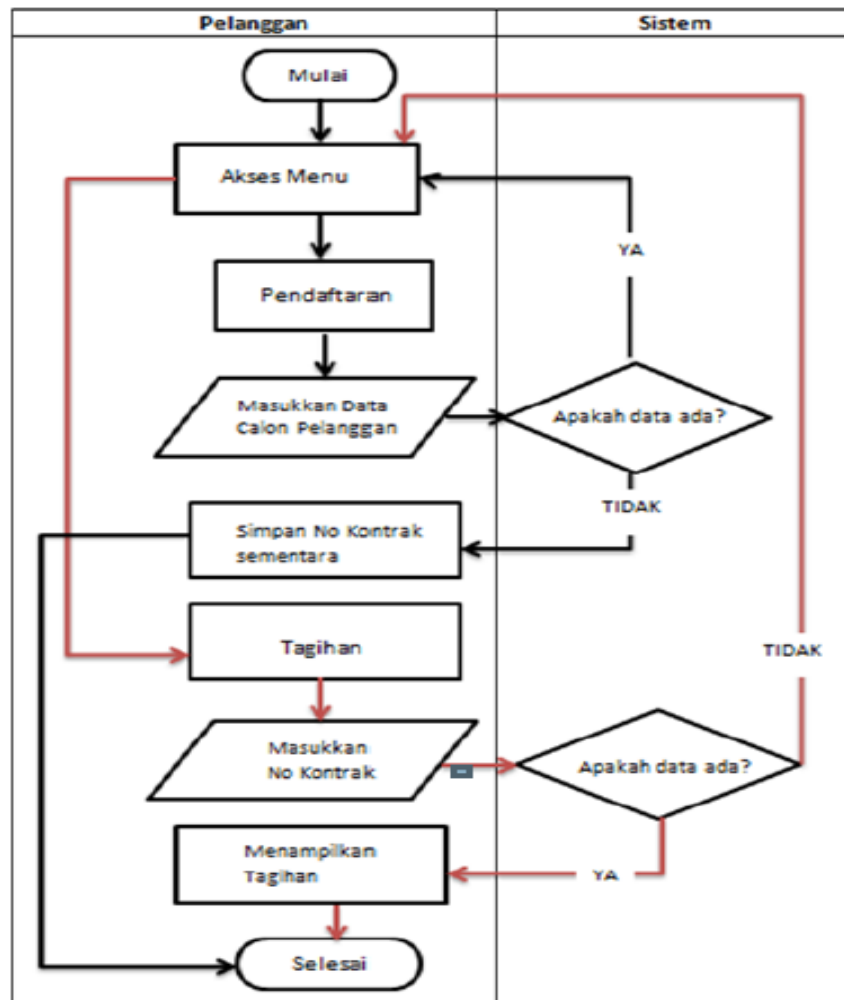 Pelanggan
Sistem
Mulai
Akses Menu
YA
Pendaftaran
Masukkan Data
Calon Pelanggan
Apakah data ada?
TIDAK
Simpan No Kontrak
sementara
Tagihan
TIDAK
Masukkan
No Kontrak
Apakah data ada?
Menampilkan
Tagihan
YA
Selesai